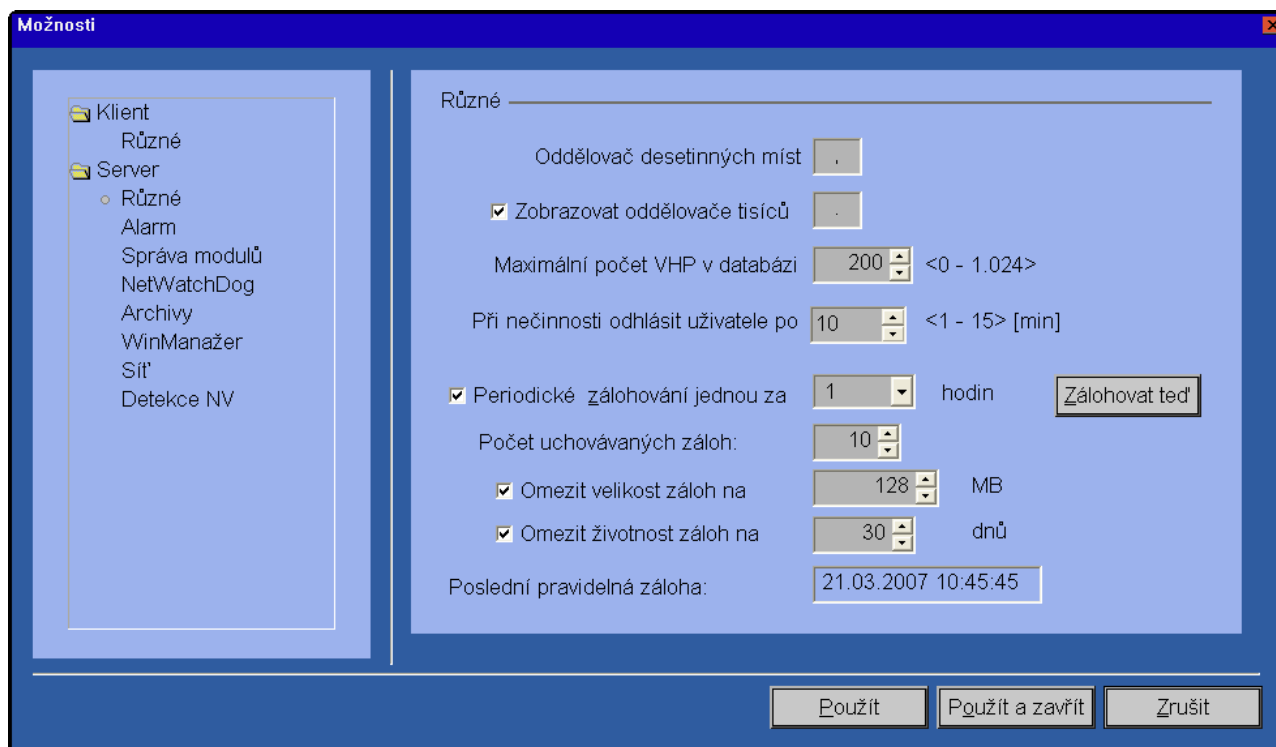 Možnosti
Klient
Různé
Server
Různé
Alarm
Správa modulů
NetWatchDog
Archivy
WinManažer
Síť
Detekce NV
Různé
Oddělovač desetinných míst ,
Zobrazovat oddělovače tisíců .
Maximální počet VHP v databázi 200 <0 - 1.024>
Při nečinnosti odhlásit uživatele po 10 <1 - 15> [min]
Periodické zálohování jednou za 1 hodin Zálohovat teď
Počet uchovávaných záloh: 10
Omezit velikost záloh na 128 MB
Omezit životnost záloh na 30 dnů
Poslední pravidelná záloha: 21.03.2007 10:45:45
Použít Použít a zavřít Zrušit